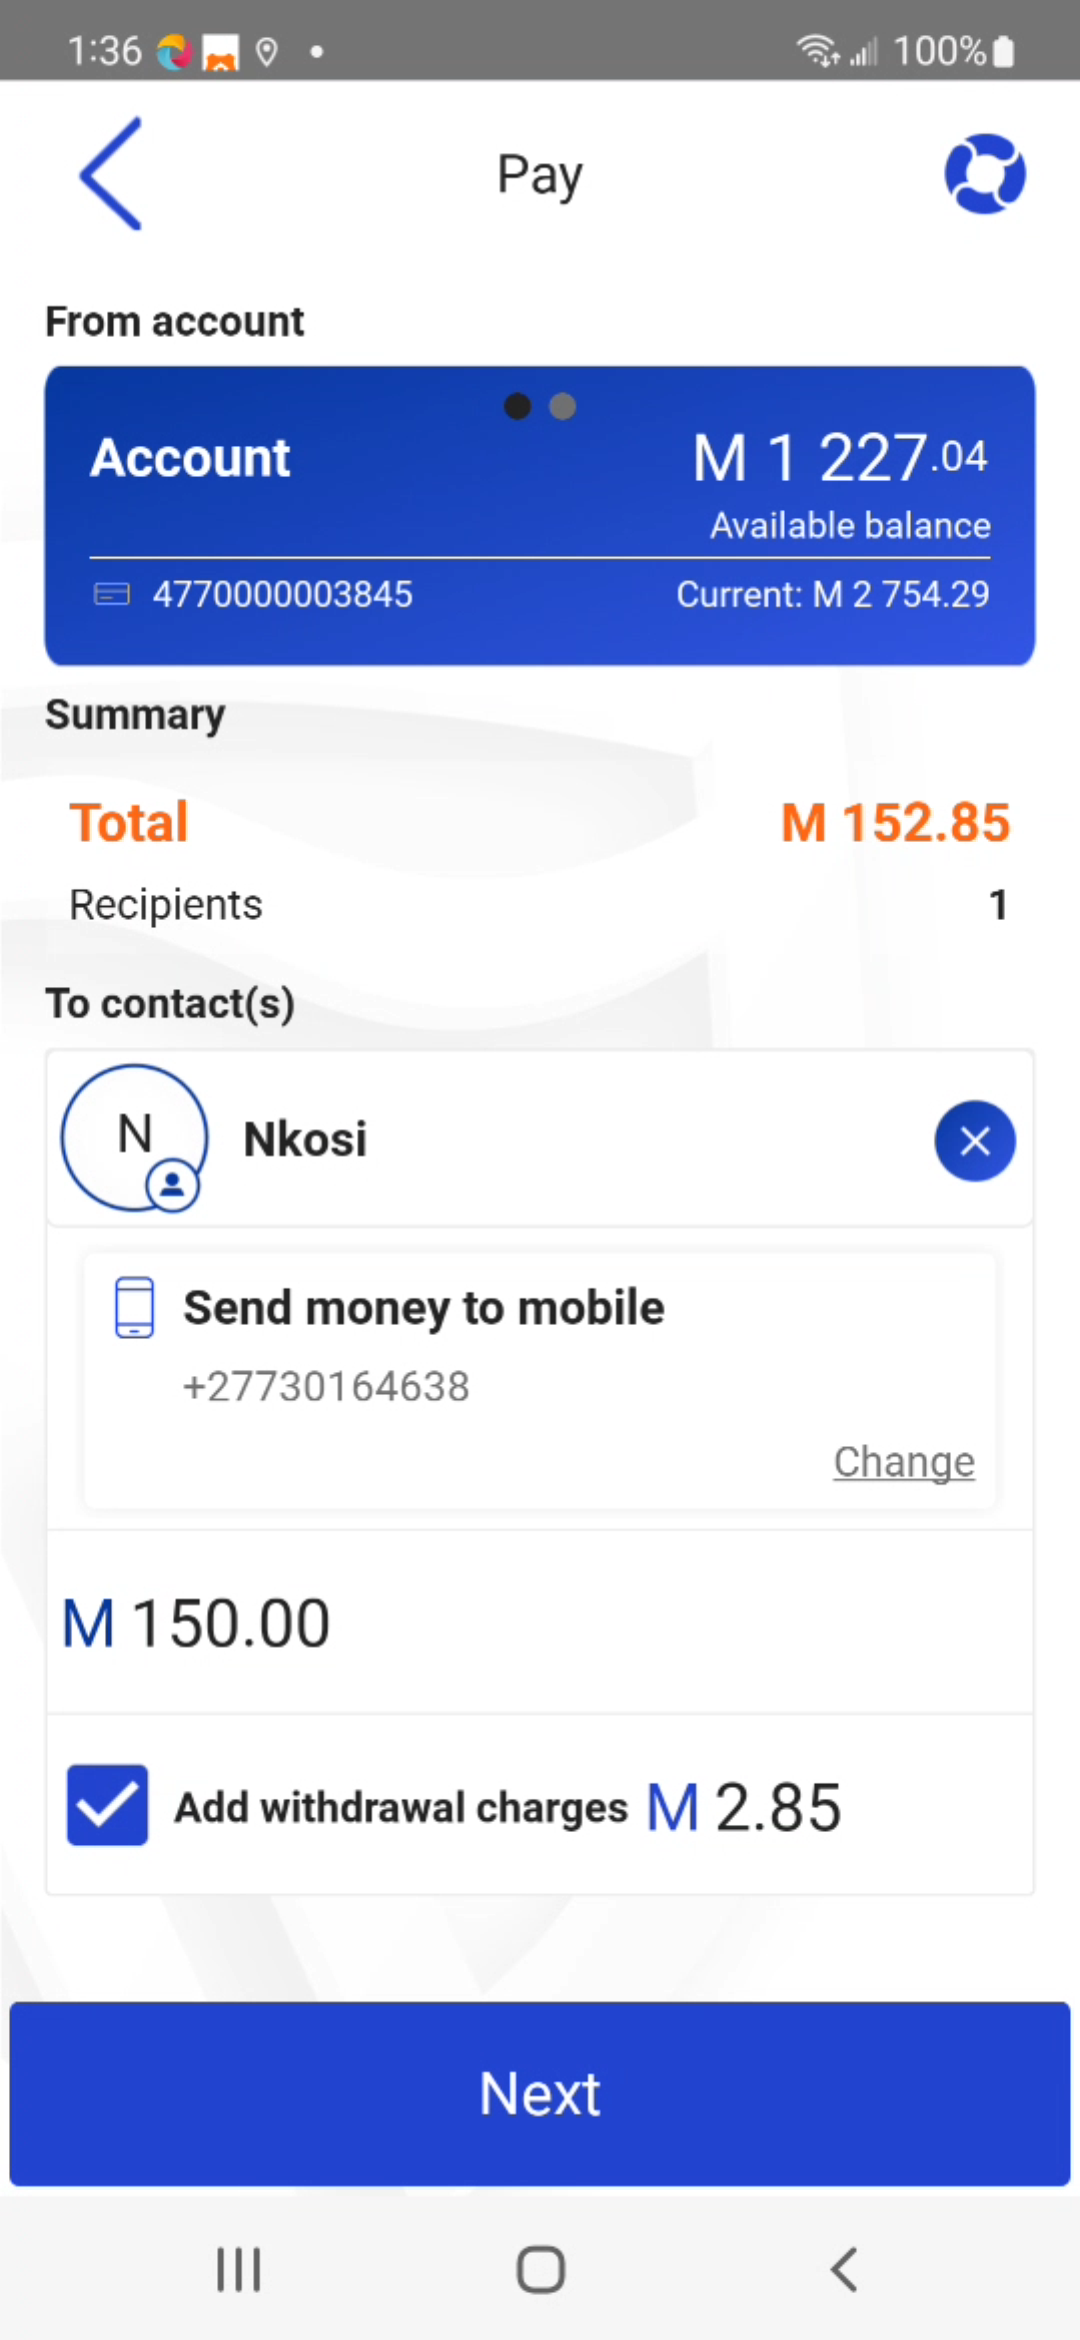 1:36 100%
Pay
From account
Account M 1 227.04
Available balance
4770000003845 Current: M 2 754.29
Summary
Total M 152.85
Recipients 1
To contact(s)
N Nkosi
Send money to mobile
+27730164638
Change
M 150.00
Add withdrawal charges M 2.85
Next